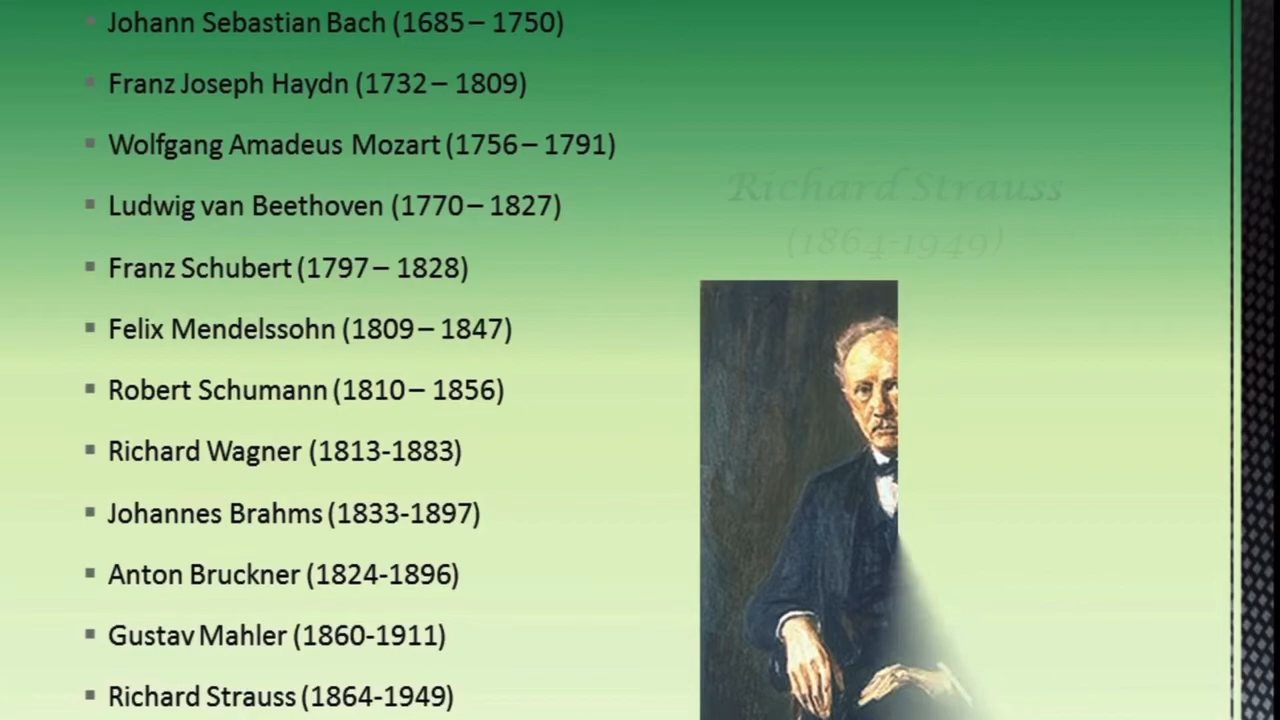 Johann Sebastian Bach (1685 – 1750)
Franz Joseph Haydn (1732 – 1809)
Wolfgang Amadeus Mozart (1756 – 1791)
Ludwig van Beethoven (1770 – 1827)
Franz Schubert (1797 – 1828)
Felix Mendelssohn (1809 – 1847)
Robert Schumann (1810 – 1856)
Richard Wagner (1813-1883)
Johannes Brahms (1833-1897)
Anton Bruckner (1824-1896)
Gustav Mahler (1860-1911)
Richard Strauss (1864-1949)
Richard Strauss
(1864-1949)